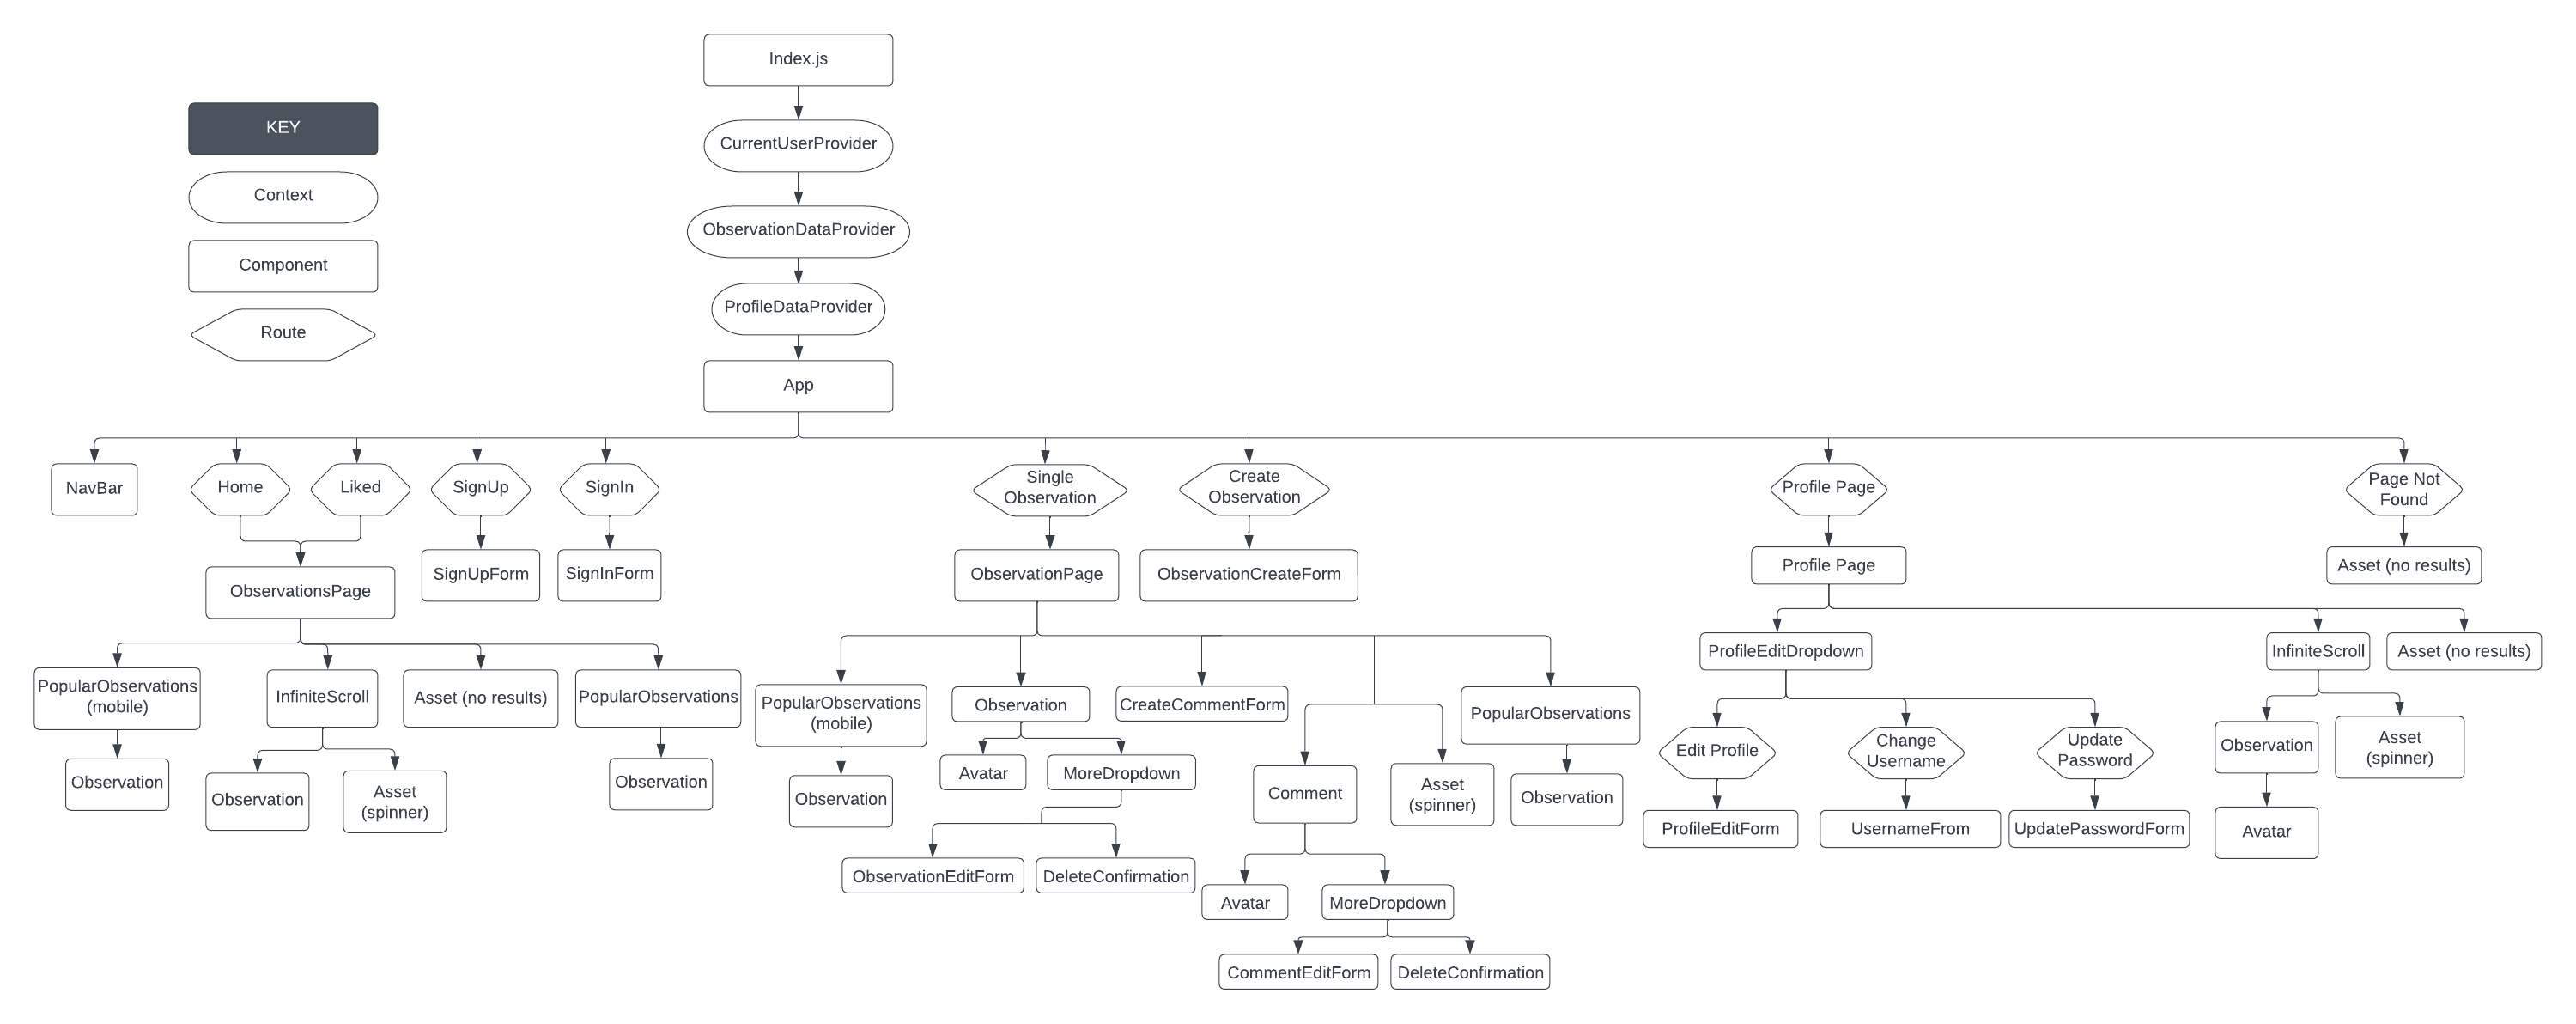 Index.js
KEY
CurrentUserProvider
Context
ObservationDataProvider
Component
ProfileDataProvider
Route
App
NavBar
Home
Liked
SignUp
SignIn
Single
Observation
Create
Observation
Profile Page
Page Not
Found
ObservationsPage
SignUpForm
SignInForm
ObservationPage
ObservationCreateForm
Profile Page
Asset (no results)
PopularObservations
(mobile)
InfiniteScroll
Asset (no results)
PopularObservations
PopularObservations
(mobile)
Observation
CreateCommentForm
PopularObservations
ProfileEditDropdown
InfiniteScroll
Asset (no results)
Observation
Observation
Asset
(spinner)
Observation
Observation
Avatar
MoreDropdown
Comment
Asset
(spinner)
Observation
Edit Profile
Change
Username
Update
Password
Observation
Asset
(spinner)
ProfileEditForm
UsernameFrom
UpdatePasswordForm
Avatar
ObservationEditForm
DeleteConfirmation
Avatar
MoreDropdown
CommentEditForm
DeleteConfirmation